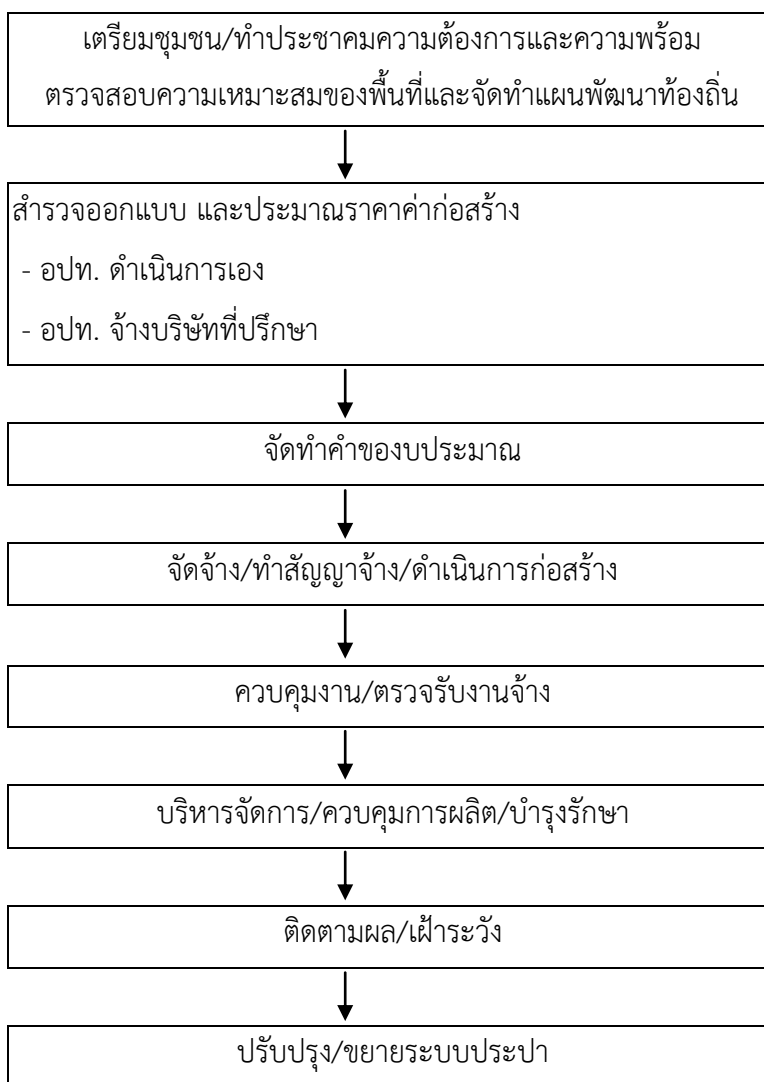 เตรียมชุมชน/ทำประชาคมความต้องการและความพร้อม
ตรวจสอบความเหมาะสมของพื้นที่และจัดทำแผนพัฒนาท้องถิ่น
สำรวจออกแบบ และประมาณราคาค่าก่อสร้าง
- อปท. ดำเนินการเอง
- อปท. จ้างบริษัทที่ปรึกษา
จัดทำคำของบประมาณ
จัดจ้าง/ทำสัญญาจ้าง/ดำเนินการก่อสร้าง
ควบคุมงาน/ตรวจรับงานจ้าง
บริหารจัดการ/ควบคุมการผลิต/บำรุงรักษา
ติดตามผล/เฝ้าระวัง
ปรับปรุง/ขยายระบบประปา